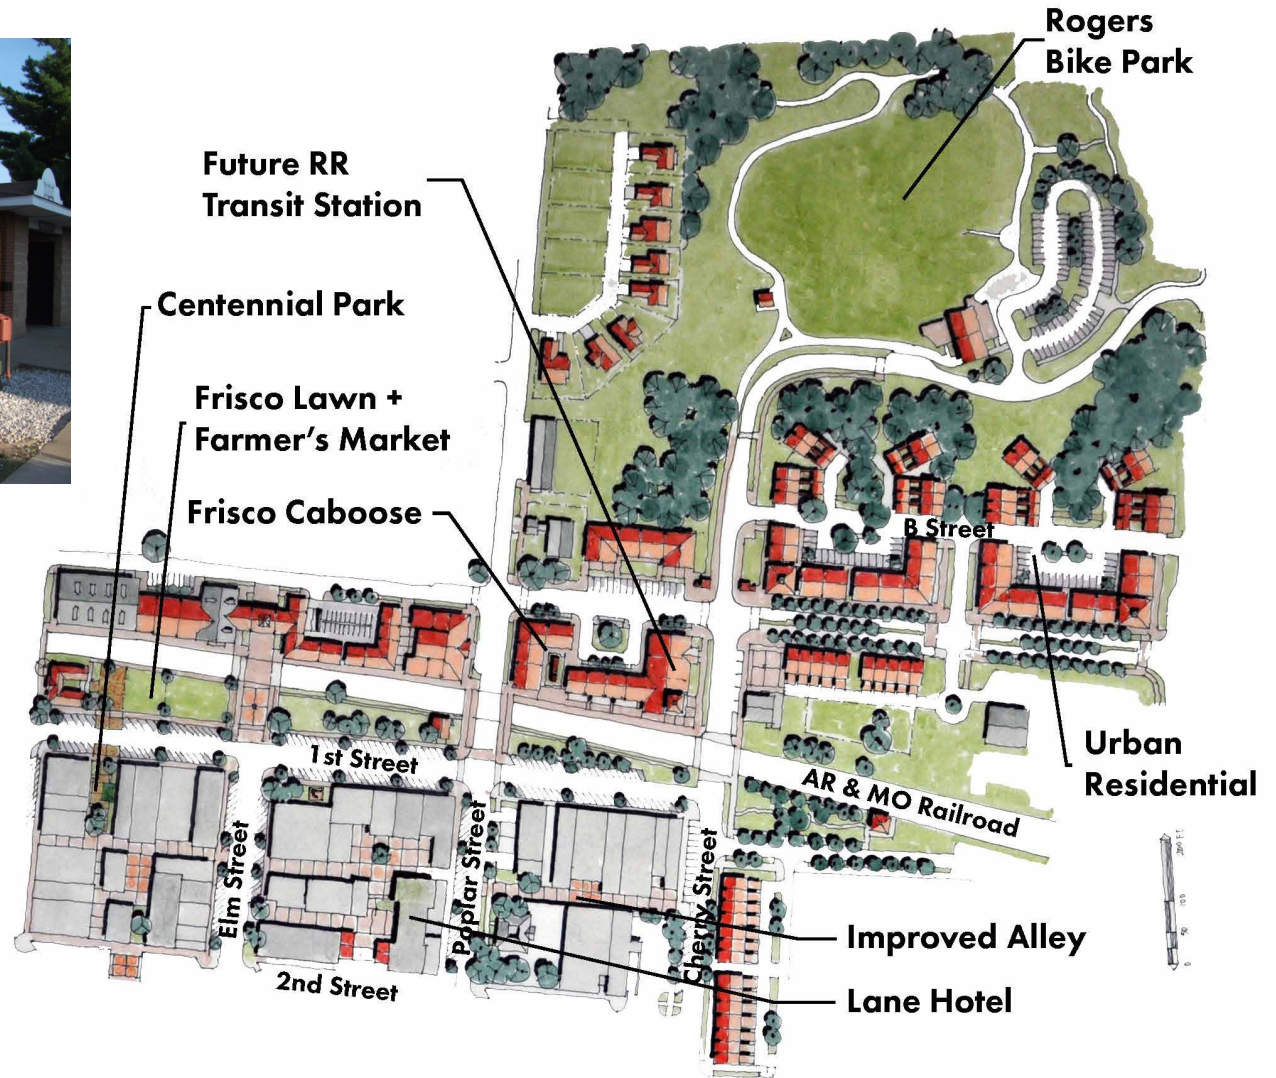 Rogers
Bike Park
Future RR
Transit Station
Centennial Park
Frisco Lawn +
Farmer's Market
Frisco Caboose
B Street
1st Street
AR & MO Railroad
Urban
Residential
Elm Street
Poplar Street
Cherry Street
2nd Street
Improved Alley
Lane Hotel